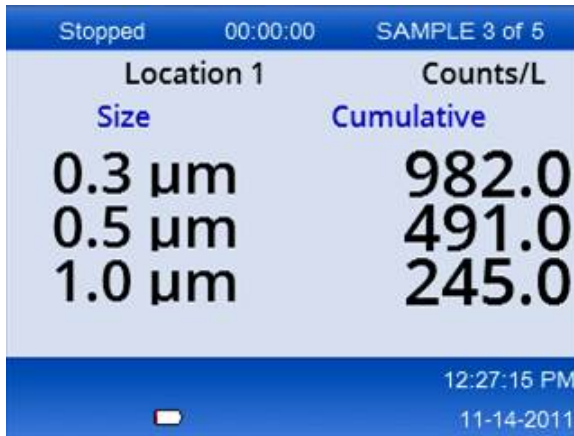 Stopped 00:00:00 SAMPLE 3 of 5
Location 1 Counts/L
Size Cumulative
0.3 µm 982.0
0.5 µm 491.0
1.0 µm 245.0
12:27:15 PM
11-14-2011